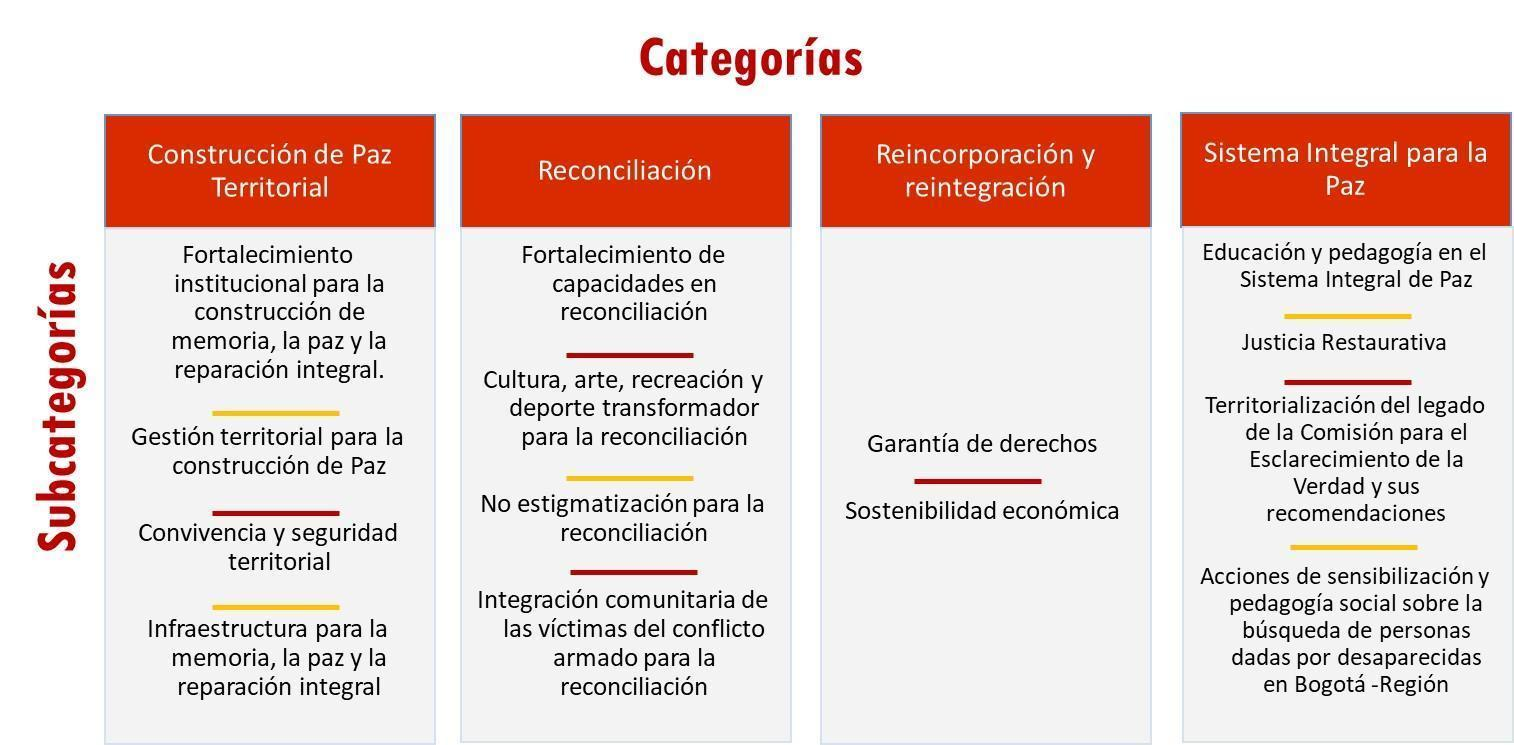 Categorías
Subcategorías
Construcción de Paz
Territorial
Fortalecimiento
institucional para la
construcción de
memoria, la paz y la
reparación integral.
Gestión territorial para la
construcción de Paz
Convivencia y seguridad
territorial
Infraestructura para la
memoria, la paz y la
reparación integral
Reconciliación
Fortalecimiento de
capacidades en
reconciliación
Cultura, arte, recreación y
deporte transformador
para la reconciliación
No estigmatización para la
reconciliación
Integración comunitaria de
las víctimas del conflicto
armado para la
reconciliación
Reincorporación y
reintegración
Garantía de derechos
Sostenibilidad económica
Sistema Integral para la
Paz
Educación y pedagogía en el
Sistema Integral de Paz
Justicia Restaurativa
Territorialización del legado
de la Comisión para el
Esclarecimiento de la
Verdad y sus
recomendaciones
Acciones de sensibilización y
pedagogía social sobre la
búsqueda de personas
dadas por desaparecidas
en Bogotá -Región